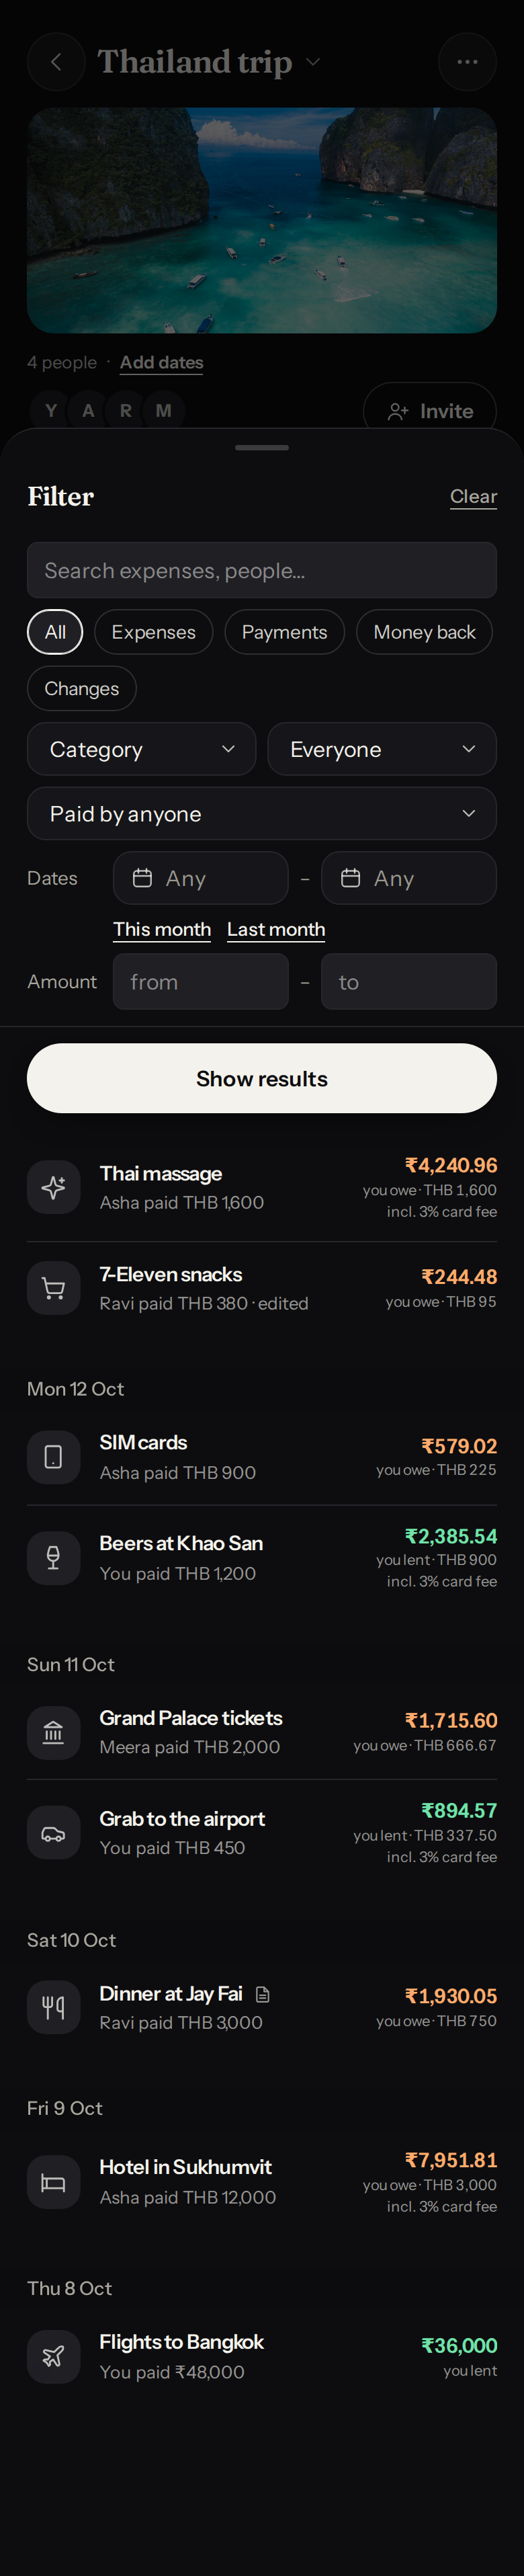 Thailand trip
4 people · Add dates
Y A R M
Invite
Filter
Clear
Search expenses, people...
All Expenses Payments Money back
Changes
Category Everyone
Paid by anyone
Dates Any – Any
This month Last month
Amount from – to
Show results
Thai massage
Asha paid THB 1,600
₹4,240.96
you owe · THB 1,600
incl. 3% card fee
7-Eleven snacks
Ravi paid THB 380 · edited
₹244.48
you owe · THB 95
Mon 12 Oct
SIM cards
Asha paid THB 900
₹579.02
you owe · THB 225
Beers at Khao San
You paid THB 1,200
₹2,385.54
you lent · THB 900
incl. 3% card fee
Sun 11 Oct
Grand Palace tickets
Meera paid THB 2,000
₹1,715.60
you owe · THB 666.67
Grab to the airport
You paid THB 450
₹894.57
you lent · THB 337.50
incl. 3% card fee
Sat 10 Oct
Dinner at Jay Fai
Ravi paid THB 3,000
₹1,930.05
you owe · THB 750
Fri 9 Oct
Hotel in Sukhumvit
Asha paid THB 12,000
₹7,951.81
you owe · THB 3,000
incl. 3% card fee
Thu 8 Oct
Flights to Bangkok
You paid ₹48,000
₹36,000
you lent